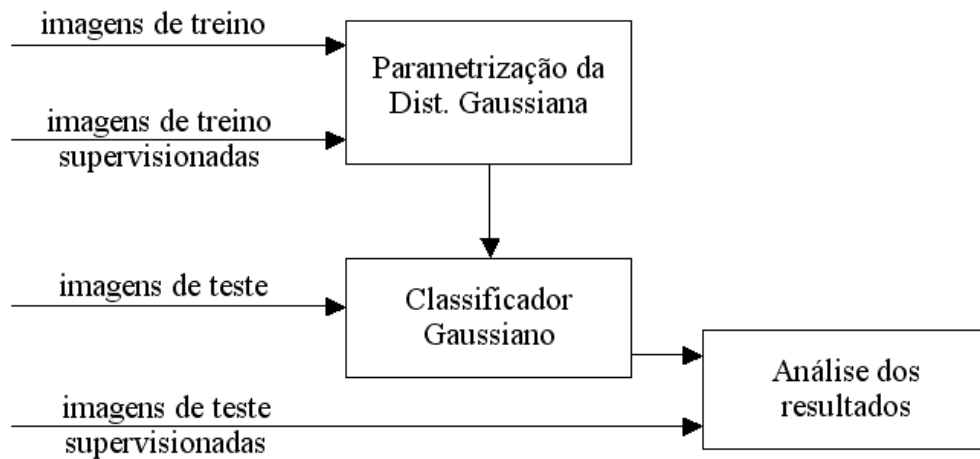 imagens de treino
Parametrização da
Dist. Gaussiana
imagens de treino
supervisionadas
imagens de teste
Classificador
Gaussiano
Análise dos
resultados
imagens de teste
supervisionadas